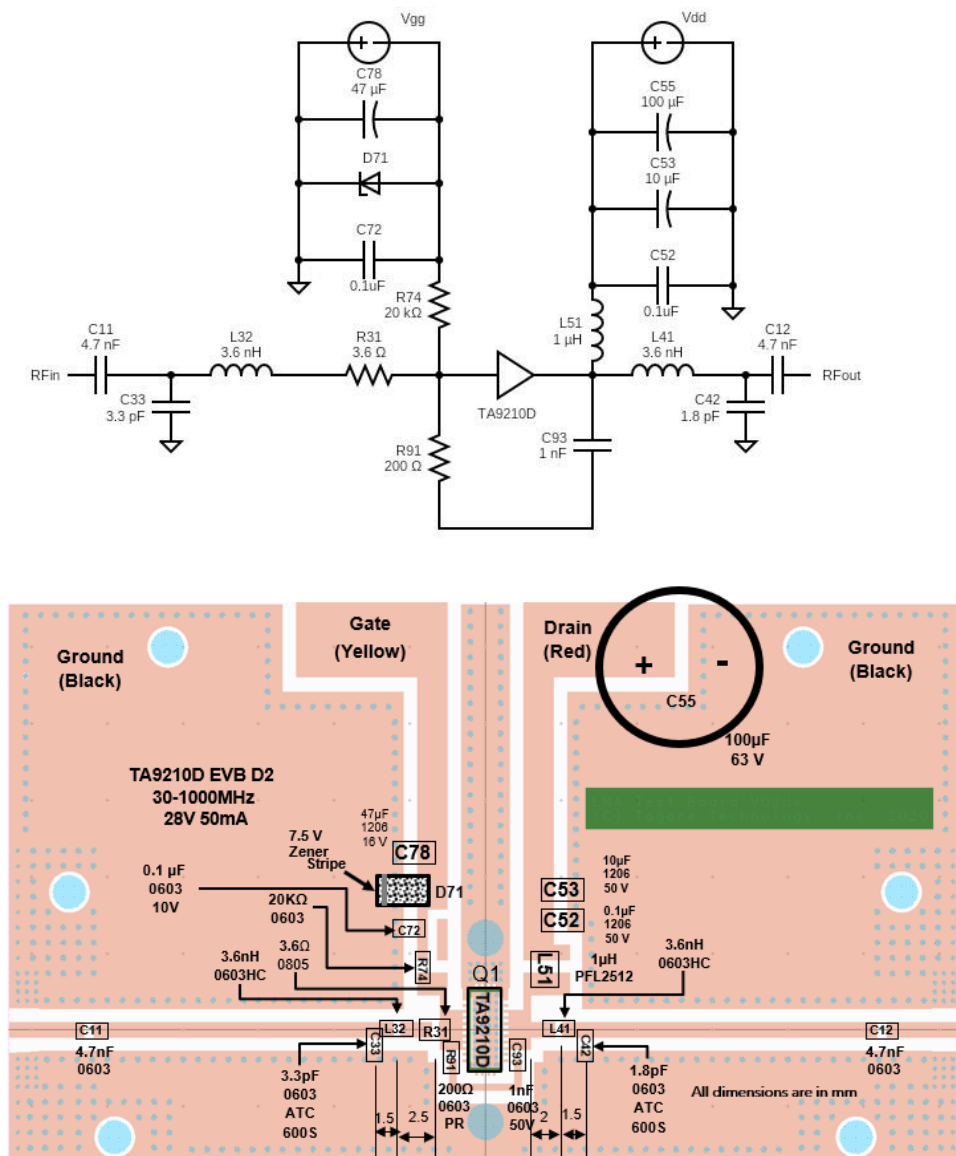 Vgg
Vdd
C78
47 µF
C55
100 µF
D71
C53
10 µF
C72
0.1uF
C52
0.1uF
R74
20 kΩ
L51
1 µH
C11
4.7 nF
L32
3.6 nH
R31
3.6 Ω
L41
3.6 nH
C12
4.7 nF
RFin
RFout
C33
3.3 pF
TA9210D
C42
1.8 pF
R91
200 Ω
C93
1 nF
Gate
(Yellow)
Drain
(Red)
Ground
(Black)
Ground
(Black)
+
-
C55
100µF
63 V
TA9210D EVB D2
30-1000MHz
28V 50mA
47µF
1206
16 V
7.5 V
Zener
Stripe
C78
D71
0.1 µF
0603
10V
20KΩ
0603
C72
10µF
1206
50 V
C53
C52
0.1µF
1206
50 V
3.6nH
0603HC
3.6Ω
0805
R74
Q1
L51
1µH
PFL2512
3.6nH
0603HC
C11
4.7nF
0603
L32
R31
TA9210D
L41
C12
4.7nF
0603
C33
R91
C93
C42
3.3pF
0603
ATC
600S
200Ω
0603
PR
1nF
0603
50V
1.8pF
0603
ATC
600S
All dimensions are in mm
1.5
2.5
2
1.5